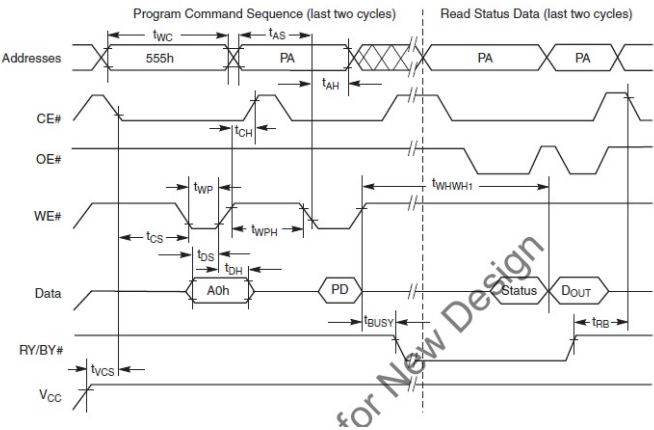 Program Command Sequence (last two cycles) Read Status Data (last two cycles)
tWC tAS
Addresses 555h PA PA PA
tAH
CE#
tCH
OE#
tWP tWHWH1
WE#
tCS tWPH
tDS
tDH
Data A0h PD Status DOUT
tBUSY tRB
RY/BY#
tVCS
VCC
for New Design